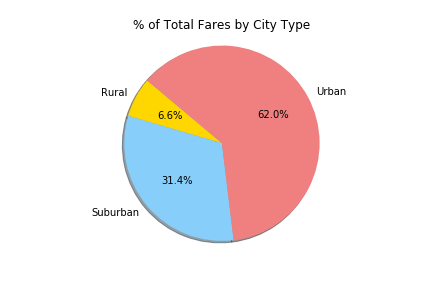 % of Total Fares by City Type
Rural
Urban
6.6%
62.0%
31.4%
Suburban